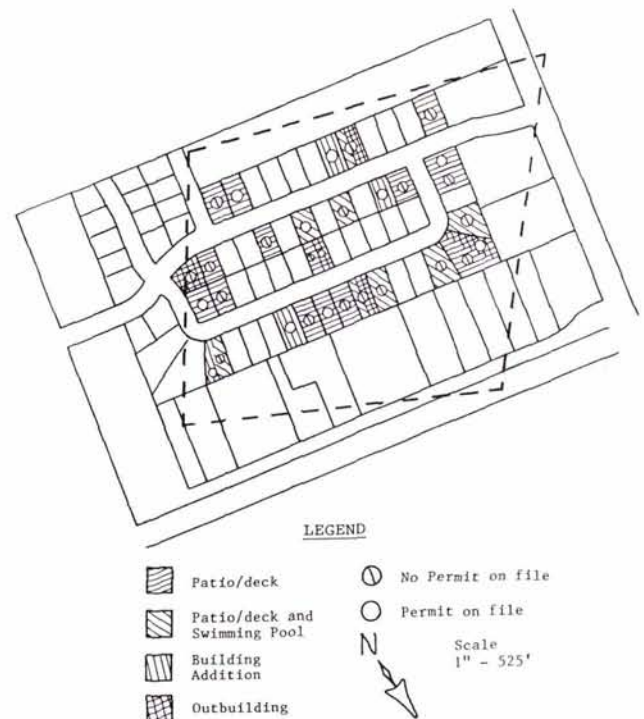 LEGEND
Patio/deck
Patio/deck and
Swimming Pool
Building
Addition
Outbuilding
No Permit on file
Permit on file
N
Scale
1" - 525'